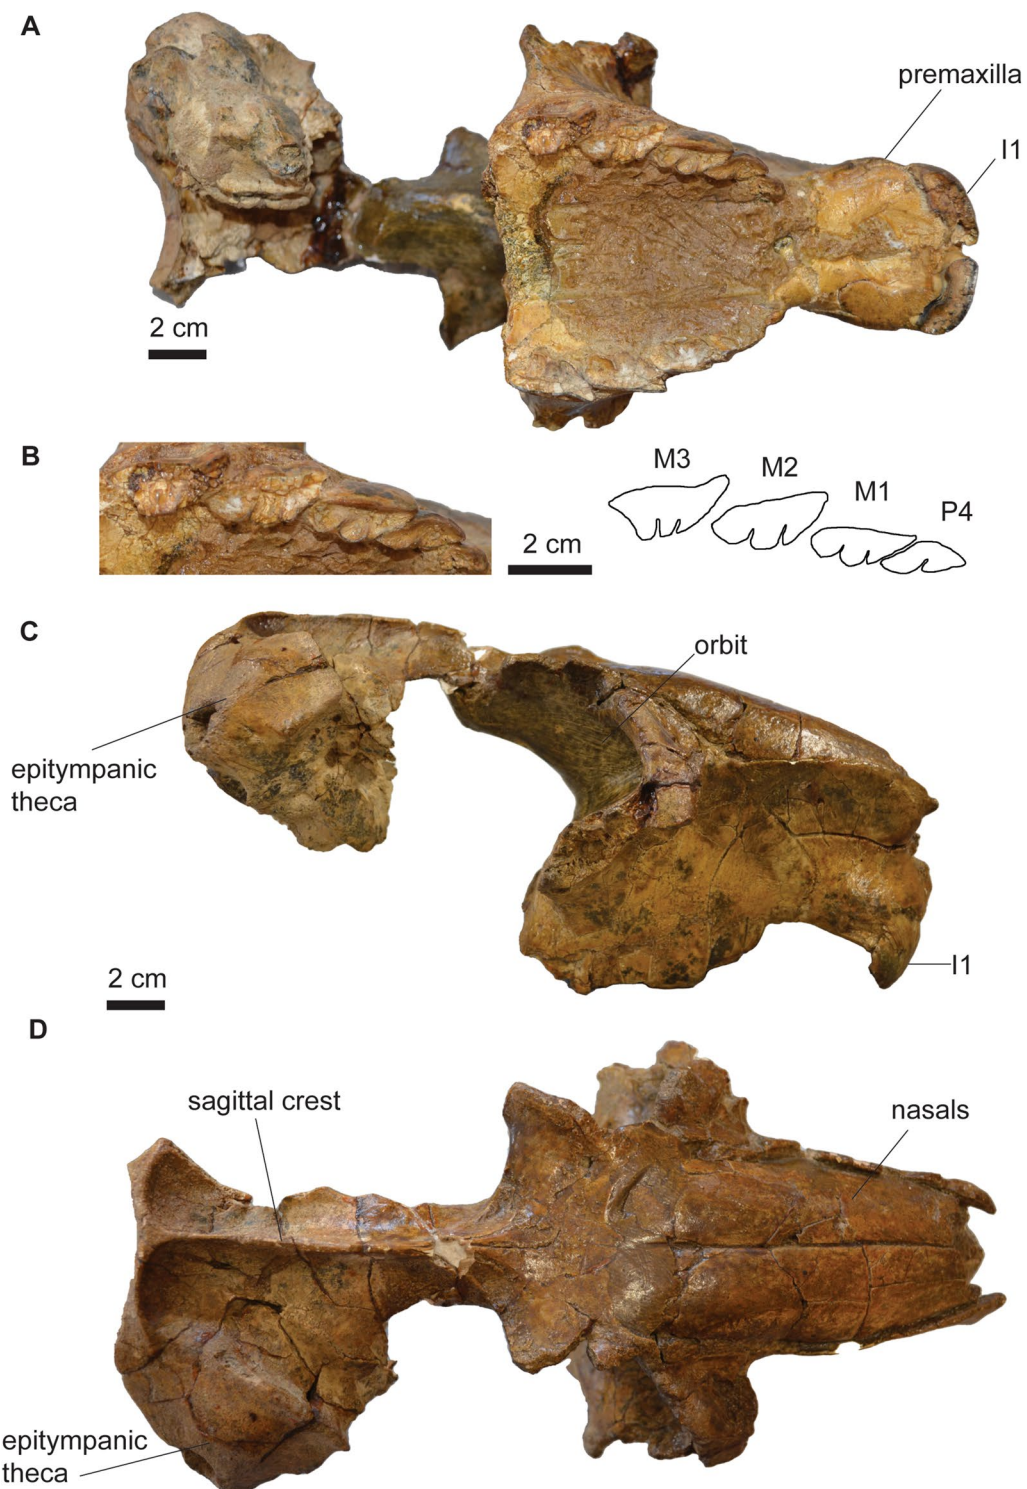 A
premaxilla
I1
2 cm
B
M3
M2
M1
P4
2 cm
C
orbit
epitympanic
theca
2 cm
I1
D
sagittal crest
nasals
epitympanic
theca